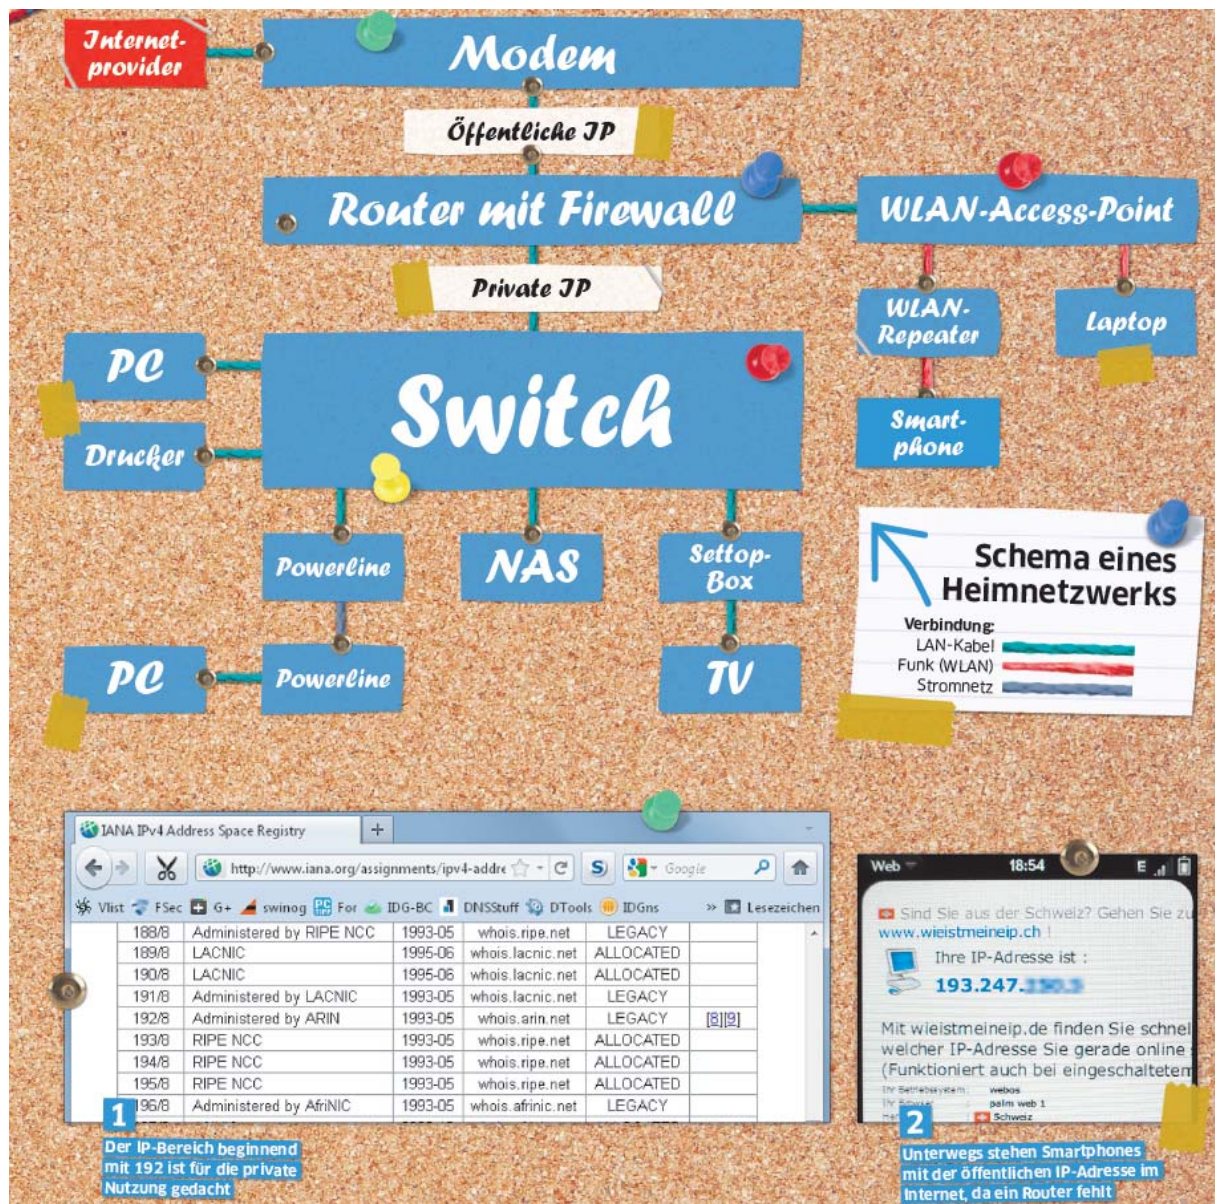 Internet-
provider
Modem
Öffentliche IP
Router mit Firewall
WLAN-Access-Point
Private IP
WLAN-
Repeater
Laptop
PC
Switch
Smart-
phone
Drucker
Powerline
NAS
Settop-
Box
PC
Powerline
TV
Schema eines
Heimnetzwerks
Verbindung:
LAN-Kabel
Funk (WLAN)
Stromnetz
IANA IPv4 Address Space Registry
http://www.iana.org/assignments/ipv4-addre
Google
Vlist FSec G+ swinog For IDG-BC DNSStuff DTools IDGns » Lesezeichen
188/8 Administered by RIPE NCC 1993-05 whois.ripe.net LEGACY
189/8 LACNIC 1995-06 whois.lacnic.net ALLOCATED
190/8 LACNIC 1995-06 whois.lacnic.net ALLOCATED
191/8 Administered by LACNIC 1993-05 whois.lacnic.net LEGACY
192/8 Administered by ARIN 1993-05 whois.arin.net LEGACY [8][9]
193/8 RIPE NCC 1993-05 whois.ripe.net ALLOCATED
194/8 RIPE NCC 1993-05 whois.ripe.net ALLOCATED
195/8 RIPE NCC 1993-05 whois.ripe.net ALLOCATED
196/8 Administered by AfriNIC 1993-05 whois.afrinic.net LEGACY
1
Der IP-Bereich beginnend
mit 192 ist für die private
Nutzung gedacht
Web 18:54 E
Sind Sie aus der Schweiz? Gehen Sie zu
www.wieistmeineip.ch !
Ihre IP-Adresse ist :
193.247.
Mit wieistmeineip.de finden Sie schnel
welcher IP-Adresse Sie gerade online
(Funktioniert auch bei eingeschaltetem
Ihr Betriebssystem: webos
palm web 1
Schweiz
2
Unterwegs stehen Smartphones
mit der öffentlichen IP-Adresse im
Internet, da ein Router fehlt